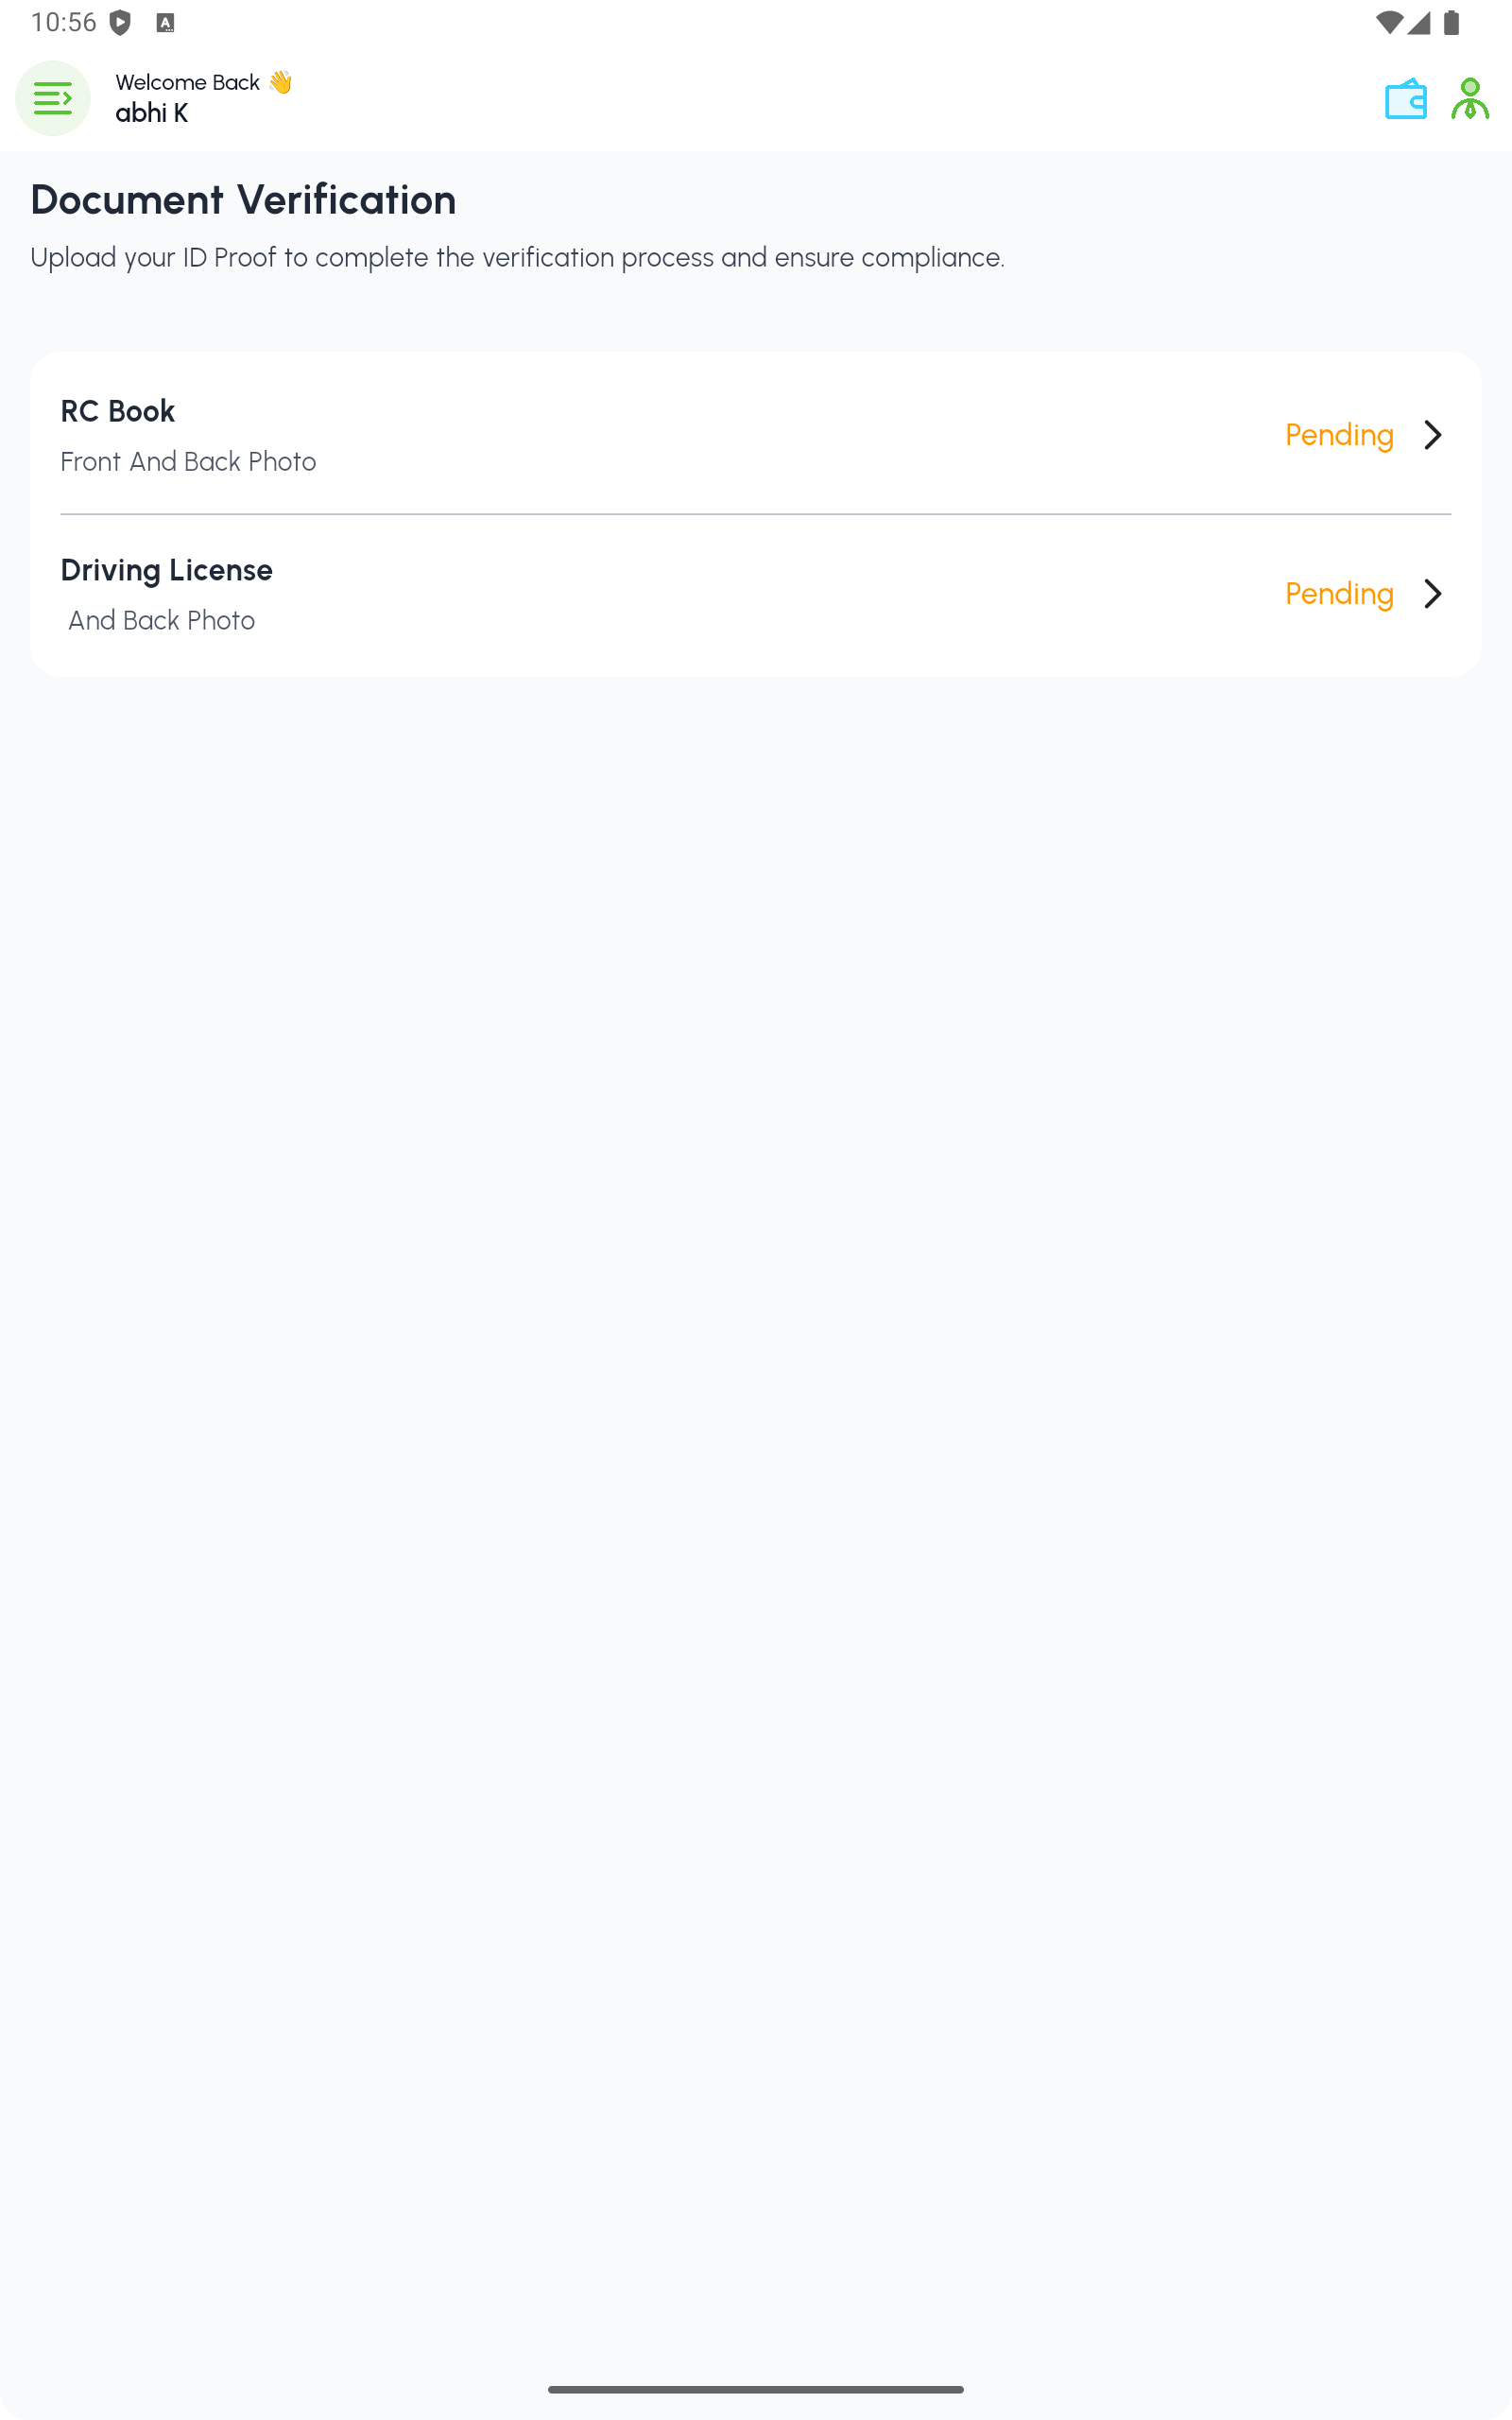 10:56
Welcome Back 👋
abhi K
Document Verification
Upload your ID Proof to complete the verification process and ensure compliance.
RC Book
Front And Back Photo
Pending
Driving License
And Back Photo
Pending